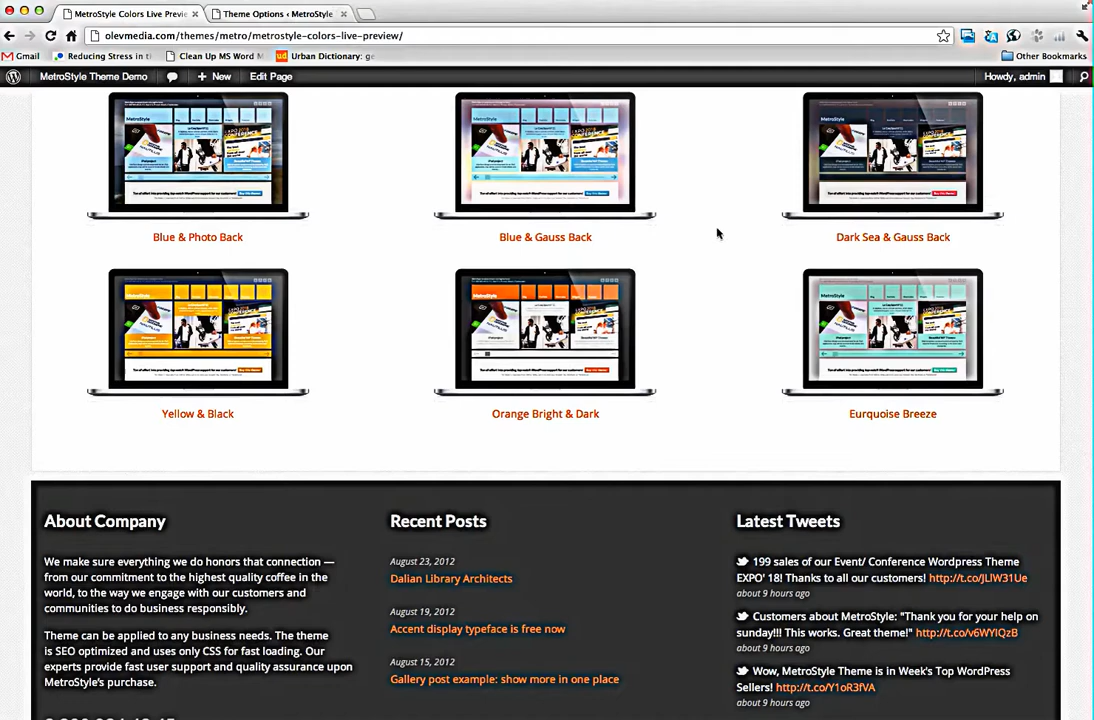 MetroStyle Colors Live Previe
Theme Options ‹ MetroStyle
olevmedia.com/themes/metro/metrostyle-colors-live-preview/
Gmail
Reducing Stress in t
Clean Up MS Word M
Urban Dictionary: ge
Other Bookmarks
MetroStyle Theme Demo
New
Edit Page
Howdy, admin
Blue & Photo Back
Blue & Gauss Back
Dark Sea & Gauss Back
Yellow & Black
Orange Bright & Dark
Eurquoise Breeze
About Company
We make sure everything we do honors that connection —
from our commitment to the highest quality coffee in the
world, to the way we engage with our customers and
communities to do business responsibly.
Theme can be applied to any business needs. The theme
is SEO optimized and uses only CSS for fast loading. Our
experts provide fast user support and quality assurance upon
MetroStyle's purchase.
Recent Posts
August 23, 2012
Dalian Library Architects
August 19, 2012
Accent display typeface is free now
August 15, 2012
Gallery post example: show more in one place
Latest Tweets
199 sales of our Event/ Conference Wordpress Theme
EXPO' 18! Thanks to all our customers! http://t.co/JLlW31Ue
about 9 hours ago
Customers about MetroStyle: "Thank you for your help on
sunday!!! This works. Great theme!" http://t.co/v6WYIQzB
about 9 hours ago
Wow, MetroStyle Theme is in Week's Top WordPress
Sellers! http://t.co/Y1oR3fVA
about 9 hours ago